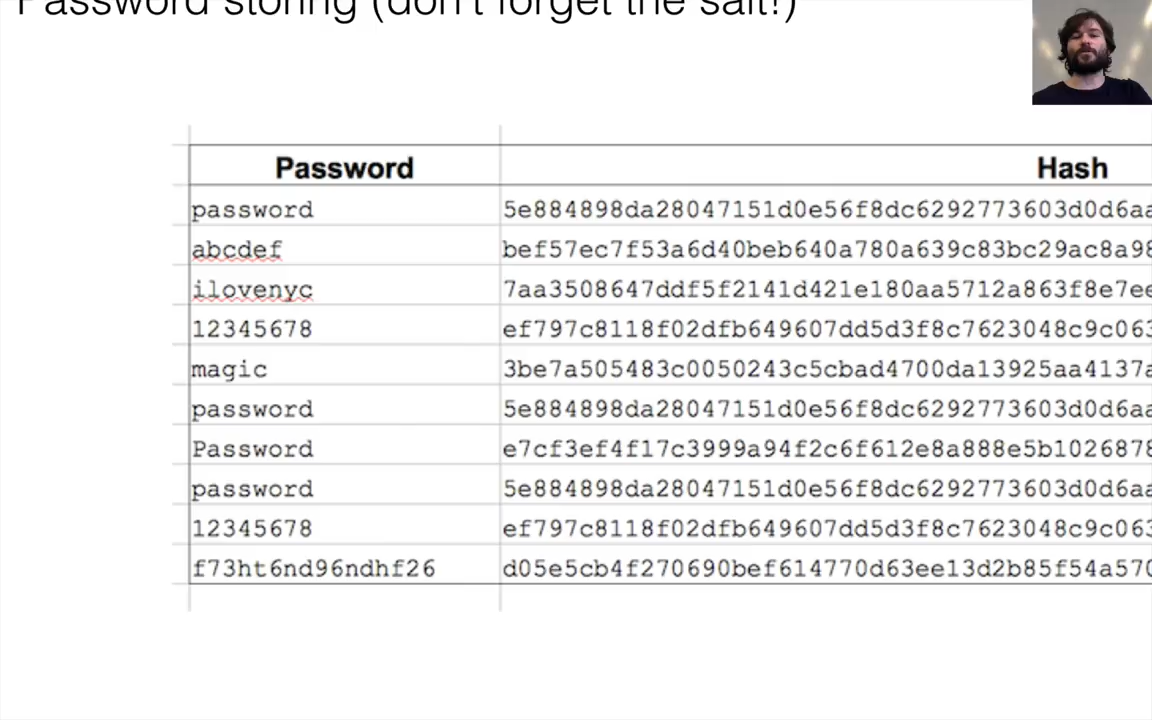 Password storing (don't forget the salt!)
Password Hash
password 5e884898da28047151d0e56f8dc6292773603d0d6aa
abcdef bef57ec7f53a6d40beb640a780a639c83bc29ac8a98
ilovenyc 7aa3508647ddf5f2141d421e180aa5712a863f8e7ee
12345678 ef797c8118f02dfb649607dd5d3f8c7623048c9c063
magic 3be7a505483c0050243c5cbad4700da13925aa4137a
password 5e884898da28047151d0e56f8dc6292773603d0d6aa
Password e7cf3ef4f17c3999a94f2c6f612e8a888e5b1026878
password 5e884898da28047151d0e56f8dc6292773603d0d6aa
12345678 ef797c8118f02dfb649607dd5d3f8c7623048c9c063
f73ht6nd96ndhf26 d05e5cb4f270690bef614770d63ee13d2b85f54a570